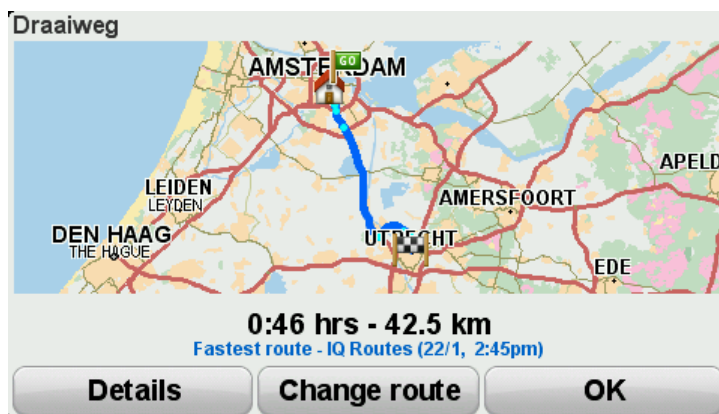 Draaiweg
GO
AMSTERDAM
APELD
LEIDEN
LEYDEN
AMERSFOORT
DEN HAAG
THE HAGUE
UTRECHT
EDE
0:46 hrs - 42.5 km
Fastest route - IQ Routes (22/1, 2:45pm)
Details
Change route
OK